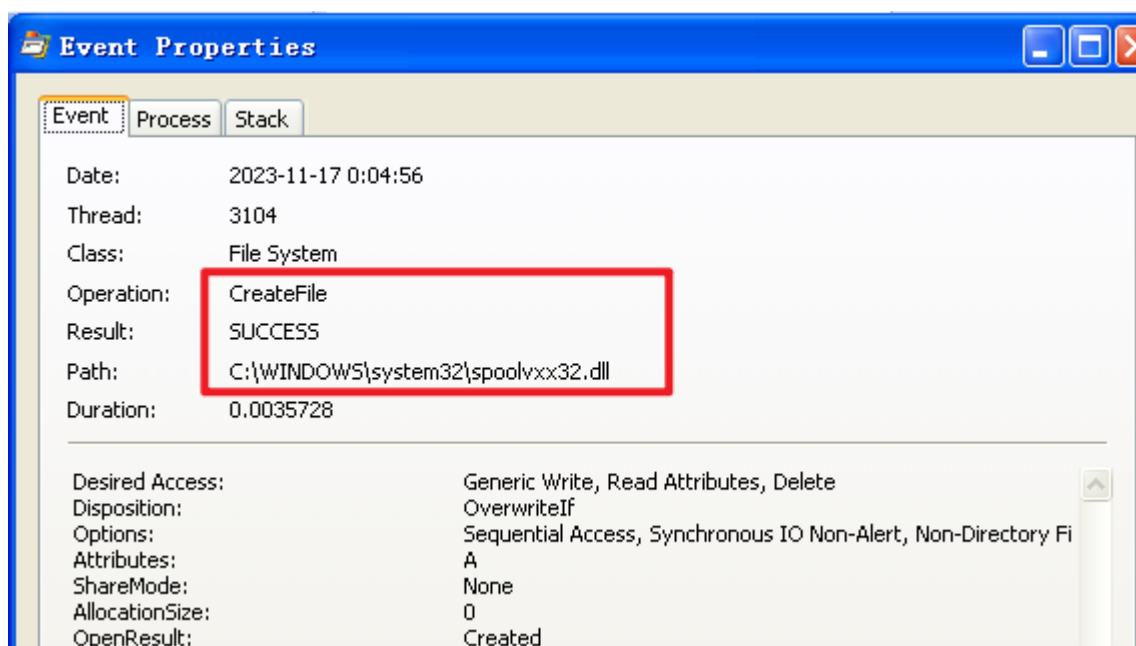 Event Properties
Event Process Stack
Date: 2023-11-17 0:04:56
Thread: 3104
Class: File System
Operation: CreateFile
Result: SUCCESS
Path: C:\WINDOWS\system32\spoolvxx32.dll
Duration: 0.0035728
Desired Access: Generic Write, Read Attributes, Delete
Disposition: OverwriteIf
Options: Sequential Access, Synchronous IO Non-Alert, Non-Directory Fi
Attributes: A
ShareMode: None
AllocationSize: 0
OpenResult: Created